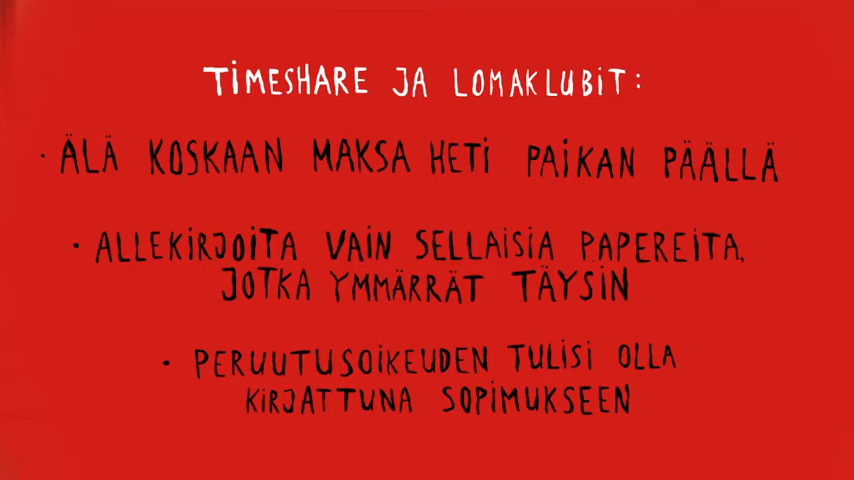 TIMESHARE JA LOMAKLUBIT:
· ÄLÄ KOSKAAN MAKSA HETI PAIKAN PÄÄLLÄ
· ALLEKIRJOITA VAIN SELLAISIA PAPEREITA,
JOTKA YMMÄRRÄT TÄYSIN
· PERUUTUSOIKEUDEN TULISI OLLA
KIRJATTUNA SOPIMUKSEEN